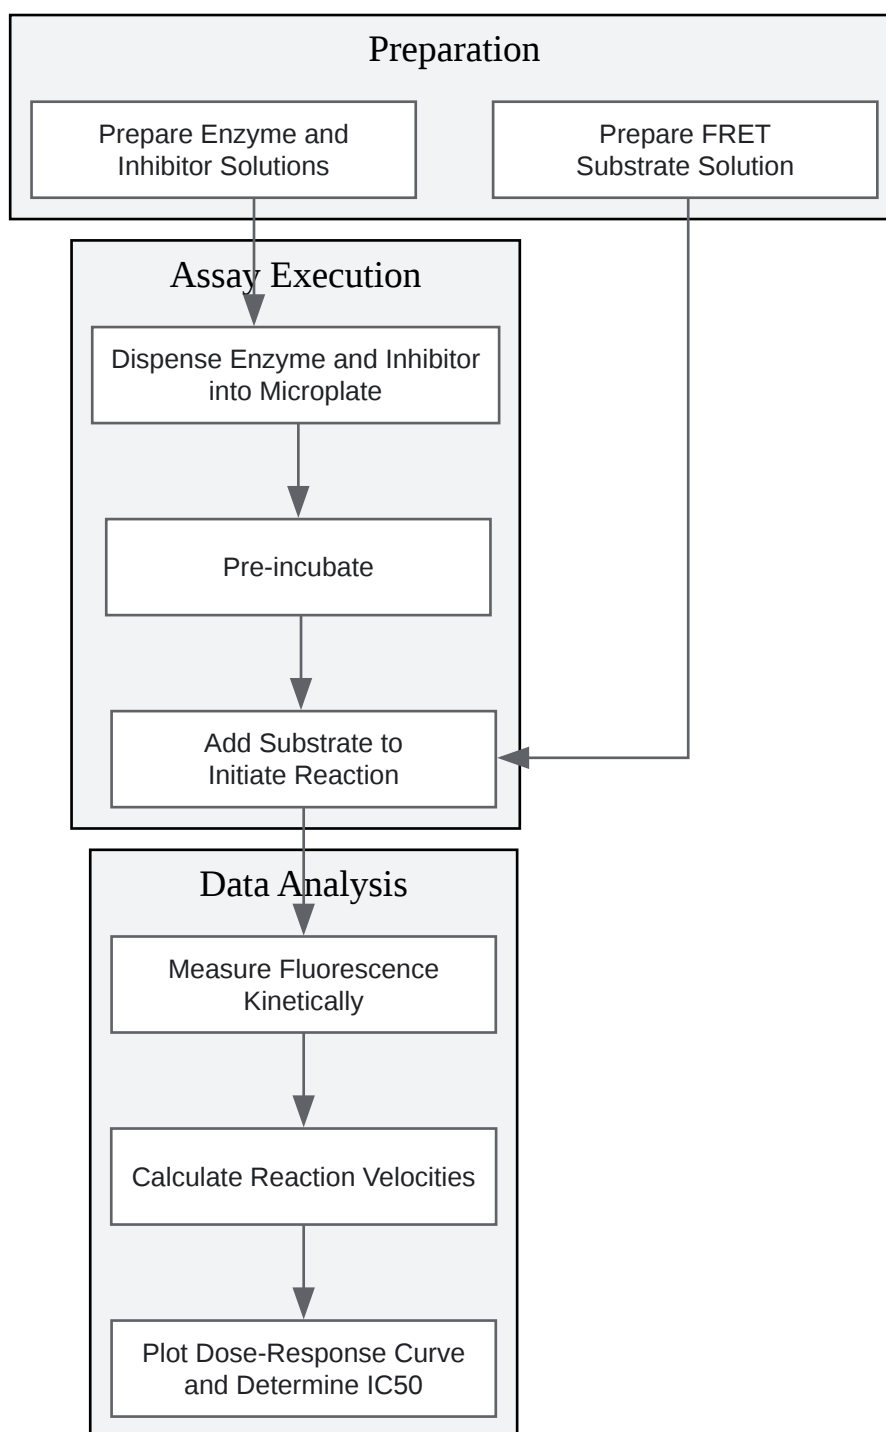 Preparation
Prepare Enzyme and
Inhibitor Solutions
Prepare FRET
Substrate Solution
Assay Execution
Dispense Enzyme and Inhibitor
into Microplate
Pre-incubate
Add Substrate to
Initiate Reaction
Data Analysis
Measure Fluorescence
Kinetically
Calculate Reaction Velocities
Plot Dose-Response Curve
and Determine IC50